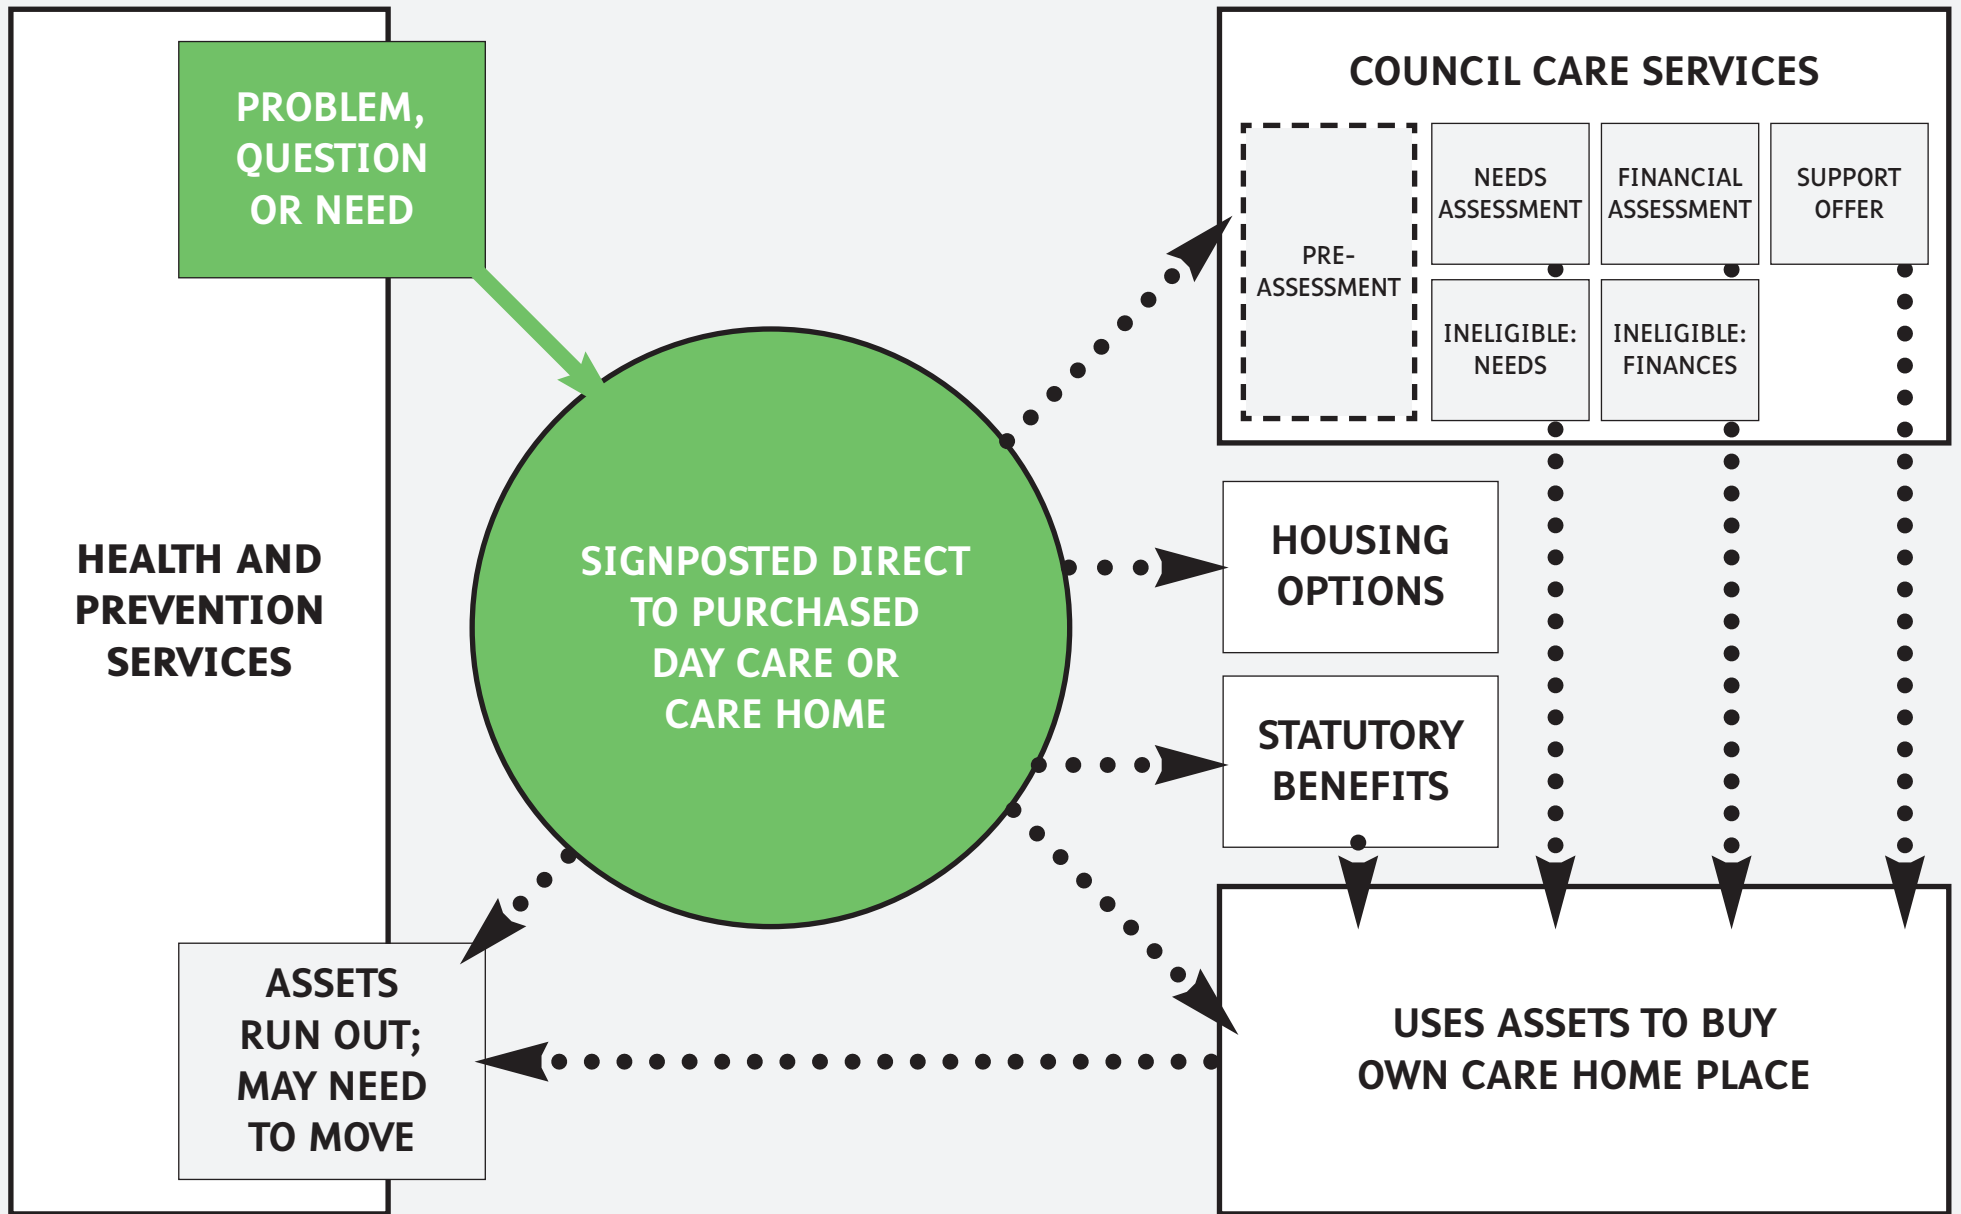 PROBLEM,
QUESTION
OR NEED
HEALTH AND
PREVENTION
SERVICES
SIGNPOSTED DIRECT
TO PURCHASED
DAY CARE OR
CARE HOME
ASSETS
RUN OUT;
MAY NEED
TO MOVE
COUNCIL CARE SERVICES
PRE-
ASSESSMENT
NEEDS
ASSESSMENT
FINANCIAL
ASSESSMENT
SUPPORT
OFFER
INELIGIBLE:
NEEDS
INELIGIBLE:
FINANCES
HOUSING
OPTIONS
STATUTORY
BENEFITS
USES ASSETS TO BUY
OWN CARE HOME PLACE